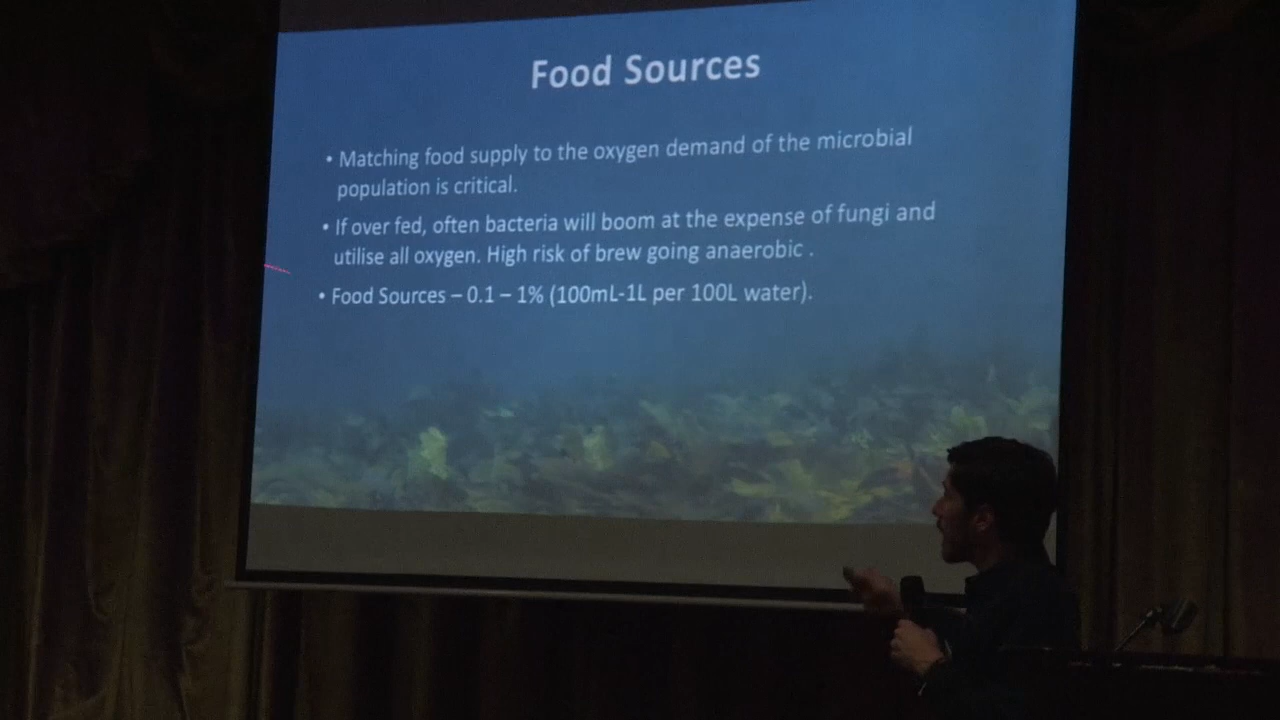 Food Sources
• Matching food supply to the oxygen demand of the microbial
population is critical.
• If over fed, often bacteria will boom at the expense of fungi and
utilise all oxygen. High risk of brew going anaerobic .
• Food Sources – 0.1 – 1% (100mL-1L per 100L water).